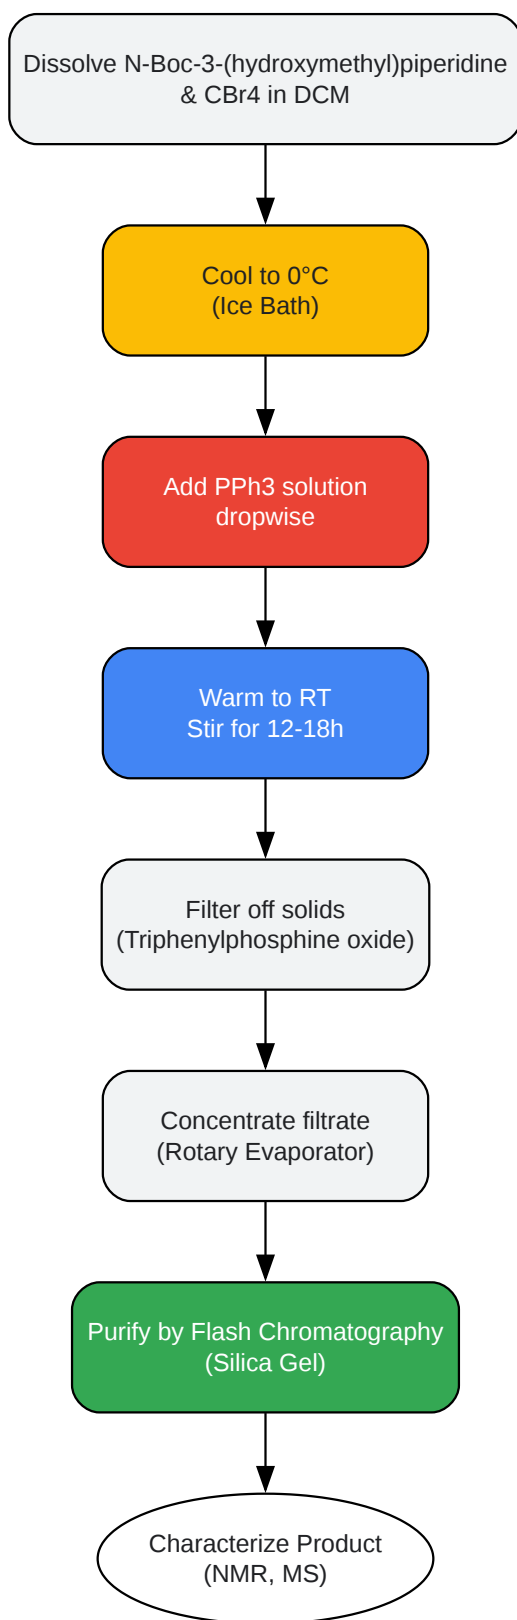 Dissolve N-Boc-3-(hydroxymethyl)piperidine
& CBr4 in DCM
Cool to 0°C
(Ice Bath)
Add PPh3 solution
dropwise
Warm to RT
Stir for 12-18h
Filter off solids
(Triphenylphosphine oxide)
Concentrate filtrate
(Rotary Evaporator)
Purify by Flash Chromatography
(Silica Gel)
Characterize Product
(NMR, MS)